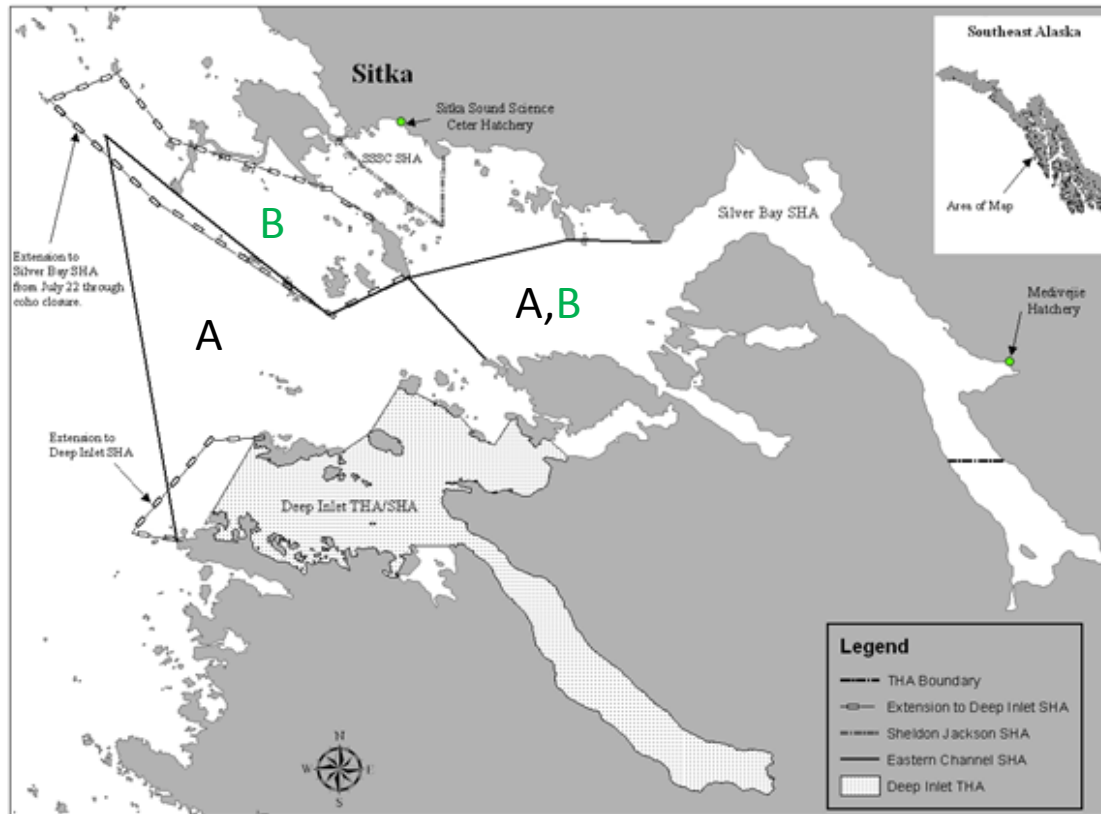 Southeast Alaska
Area of Map
Sitka
Sitka Sound Science
Ceter Hatchery
SSSC SHA
Silver Bay SHA
B
Extension to
Silver Bay SHA
from July 22 through
coho closure.
A
A,B
Medivejie
Hatchery
Extension to
Deep Inlet SHA
Deep Inlet THA/SHA
N
W
E
S
Legend
THA Boundary
Extension to Deep Inlet SHA
Sheldon Jackson SHA
Eastern Channel SHA
Deep Inlet THA